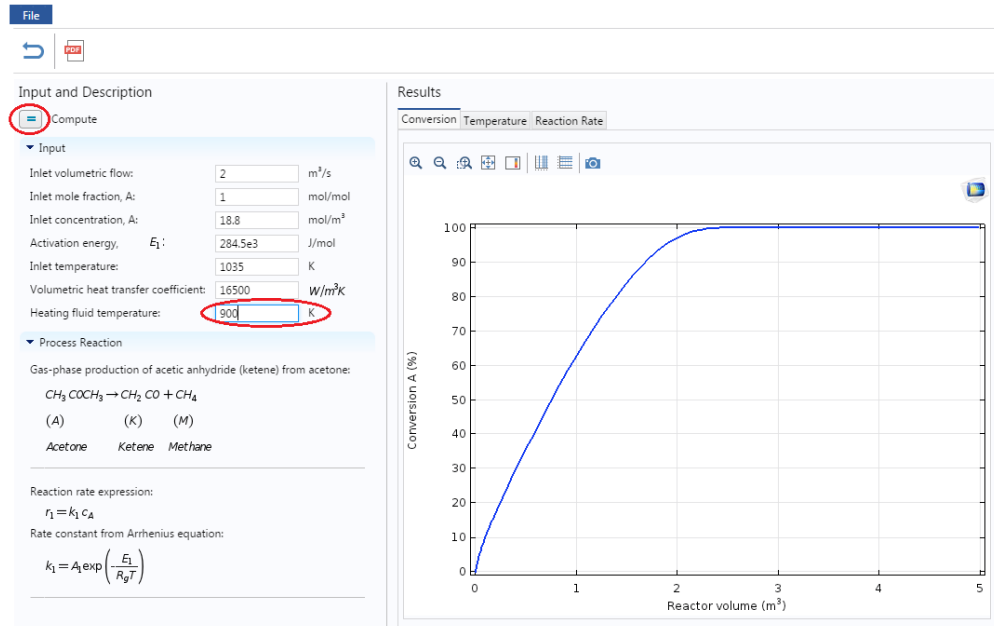 File
PDF
Input and Description
= Compute
Input
Inlet volumetric flow: 2 m³/s
Inlet mole fraction, A: 1 mol/mol
Inlet concentration, A: 18.8 mol/m³
Activation energy, E₁: 284.5e3 J/mol
Inlet temperature: 1035 K
Volumetric heat transfer coefficient: 16500 W/m³K
Heating fluid temperature: 900 K
Process Reaction
Gas-phase production of acetic anhydride (ketene) from acetone:
CH₃ COCH₃ → CH₂ CO + CH₄
(A) (K) (M)
Acetone Ketene Methane
Reaction rate expression:
r₁ = k₁ c_A
Rate constant from Arrhenius equation:
k₁ = A₁ exp(-E₁/(R_g T))
Results
Conversion Temperature Reaction Rate
Conversion A (%)
100
90
80
70
60
50
40
30
20
10
0
0 1 2 3 4 5
Reactor volume (m³)